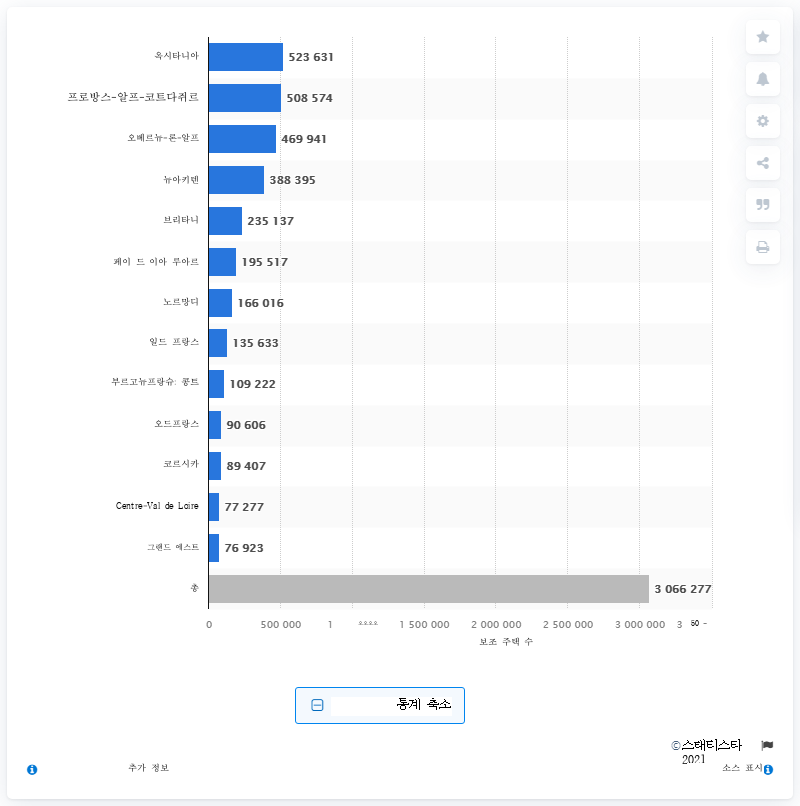 옥시타니아 523 631
프로방스-알프-코트다쥐르 508 574
오베르뉴-론-알프 469 941
뉴아키텐 388 395
브리타니 235 137
페이 드 이아 루아르 195 517
노르망디 166 016
일드 프랑스 135 633
부르고뉴프랑슈: 콩트 109 222
오드프랑스 90 606
코르시카 89 407
Centre-Val de Loire 77 277
그랜드 에스트 76 923
총 3 066 277
0 500 000 1 1 500 000 2 000 000 2 500 000 3 000 000 3 50 -
보조 주택 수
통계 축소
©스태티스타
2021
추가 정보 소스 표시